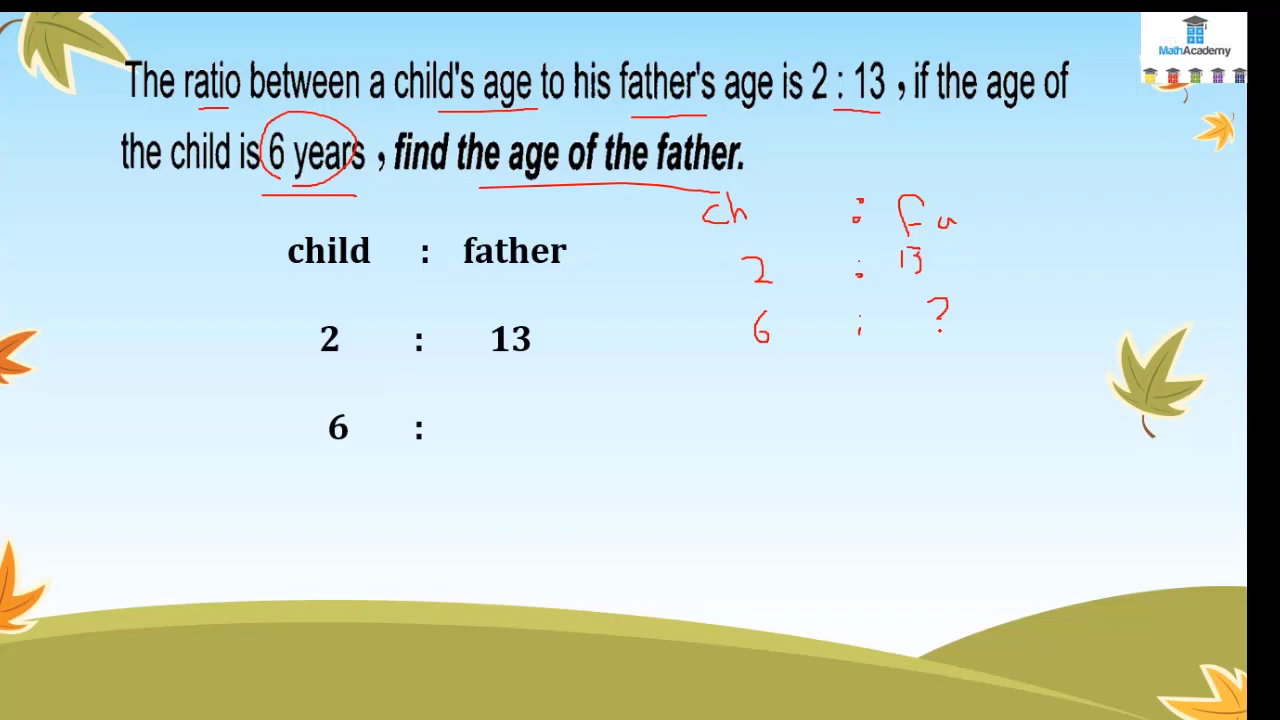 MathAcademy
The ratio between a child's age to his father's age is 2 : 13 , if the age of
the child is 6 years , find the age of the father.
ch : Fa
child : father
2 : 13
6 : ?
2 : 13
6 :